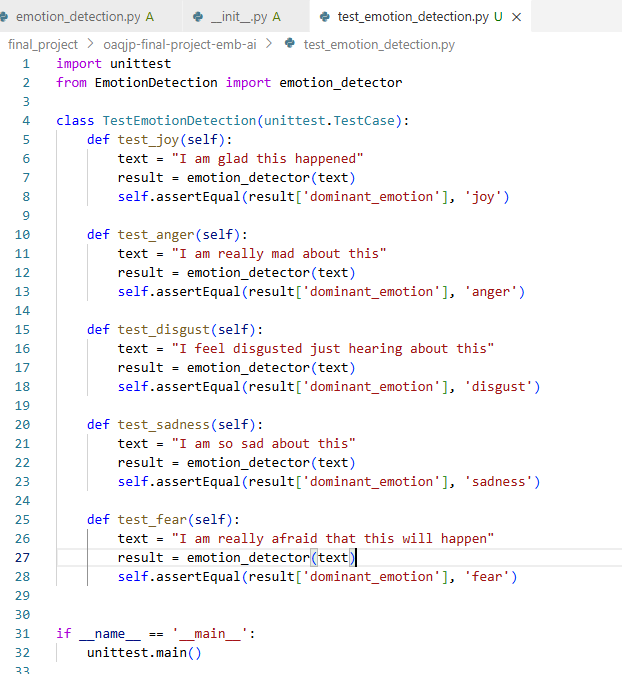 emotion_detection.py A __init__.py A test_emotion_detection.py U
final_project > oaqjp-final-project-emb-ai > test_emotion_detection.py
1 import unittest
2 from EmotionDetection import emotion_detector
3
4 class TestEmotionDetection(unittest.TestCase):
5     def test_joy(self):
6         text = "I am glad this happened"
7         result = emotion_detector(text)
8         self.assertEqual(result['dominant_emotion'], 'joy')
9
10     def test_anger(self):
11         text = "I am really mad about this"
12         result = emotion_detector(text)
13         self.assertEqual(result['dominant_emotion'], 'anger')
14
15     def test_disgust(self):
16         text = "I feel disgusted just hearing about this"
17         result = emotion_detector(text)
18         self.assertEqual(result['dominant_emotion'], 'disgust')
19
20     def test_sadness(self):
21         text = "I am so sad about this"
22         result = emotion_detector(text)
23         self.assertEqual(result['dominant_emotion'], 'sadness')
24
25     def test_fear(self):
26         text = "I am really afraid that this will happen"
27         result = emotion_detector(text)
28         self.assertEqual(result['dominant_emotion'], 'fear')
29
30
31 if __name__ == '__main__':
32     unittest.main()
33